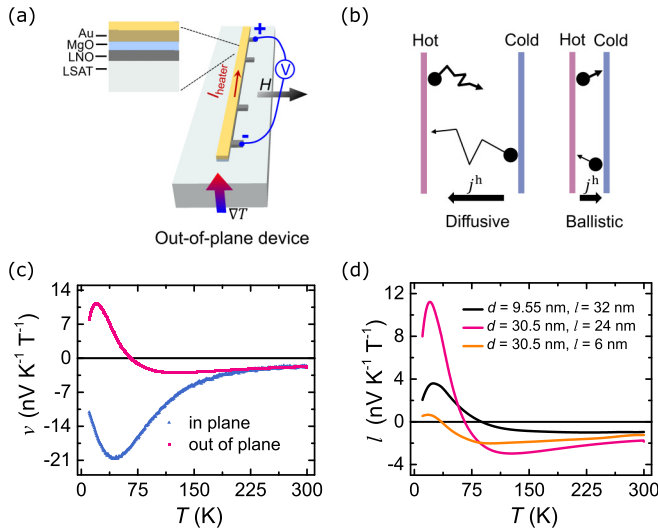 (a)
Au
MgO
LNO
LSAT
I heater
+
V
H
-
∇T
Out-of-plane device
(b)
Hot Cold Hot Cold
j^h j^h
Diffusive Ballistic
(c)
14
7
0
-7
-14
-21
ν (nV K⁻¹ T⁻¹)
in plane
out of plane
0 75 150 225 300
T (K)
(d)
12
8
4
0
-4
l (nV K⁻¹ T⁻¹)
d = 9.55 nm, l = 32 nm
d = 30.5 nm, l = 24 nm
d = 30.5 nm, l = 6 nm
0 75 150 225 300
T (K)